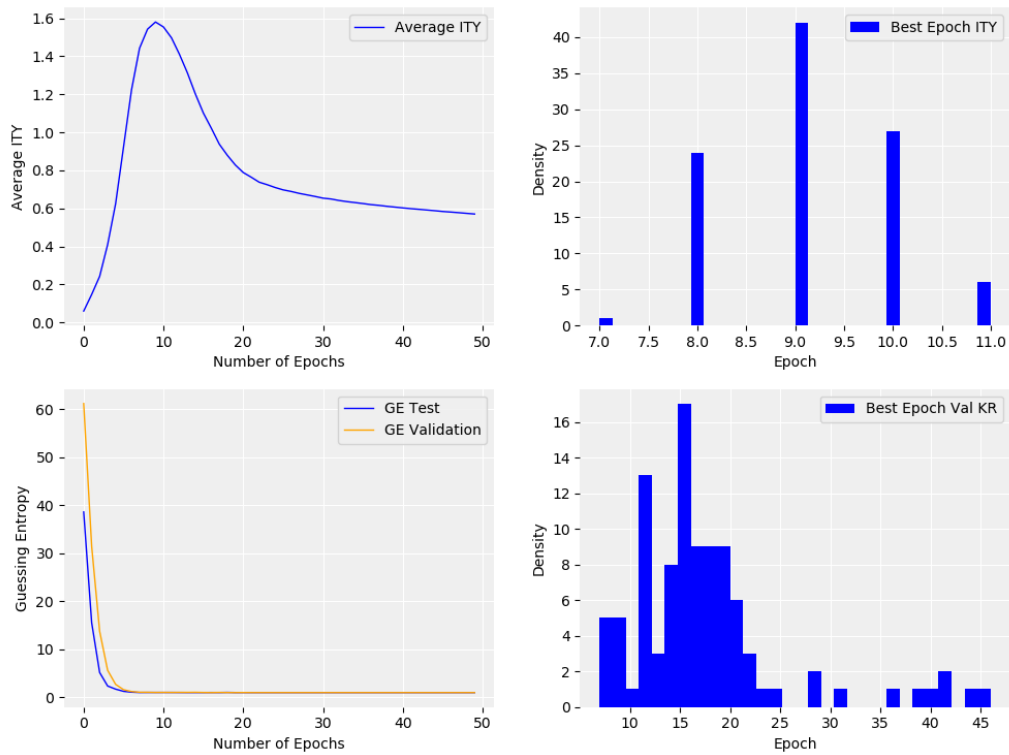 Average ITY
1.6
1.4
1.2
1.0
0.8
0.6
0.4
0.2
0.0
Average ITY
0 10 20 30 40 50
Number of Epochs
Best Epoch ITY
40
35
30
25
20
15
10
5
0
Density
7.0 7.5 8.0 8.5 9.0 9.5 10.0 10.5 11.0
Epoch
GE Test
GE Validation
60
50
40
30
20
10
0
Guessing Entropy
0 10 20 30 40 50
Number of Epochs
Best Epoch Val KR
16
14
12
10
8
6
4
2
0
Density
10 15 20 25 30 35 40 45
Epoch